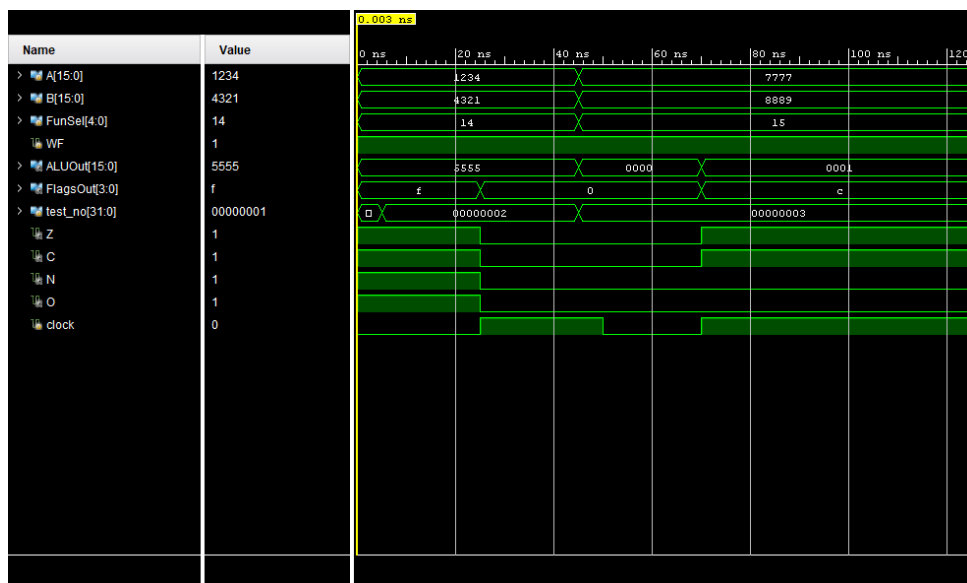 0.003 ns
Name Value
0 ns 20 ns 40 ns 60 ns 80 ns 100 ns 120
A[15:0] 1234 1234 7777
B[15:0] 4321 4321 8889
FunSel[4:0] 14 14 15
WF 1
ALUOut[15:0] 5555 5555 0000 0001
FlagsOut[3:0] f f 0 c
test_no[31:0] 00000001 00000002 00000003
Z 1
C 1
N 1
O 1
clock 0